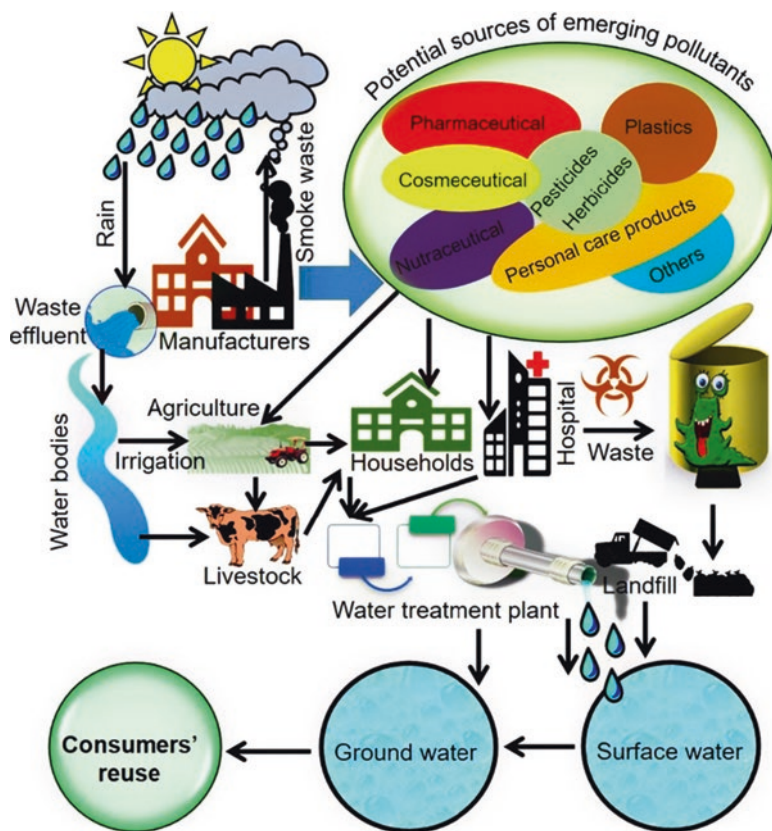 Potential sources of emerging pollutants
Pharmaceutical
Plastics
Cosmeceutical
Pesticides
Herbicides
Nutraceutical
Personal care products
Others
Rain
Smoke waste
Waste
effluent
Manufacturers
Agriculture
Irrigation
Households
Hospital
Waste
Water bodies
Livestock
Landfill
Water treatment plant
Consumers’
reuse
Ground water
Surface water